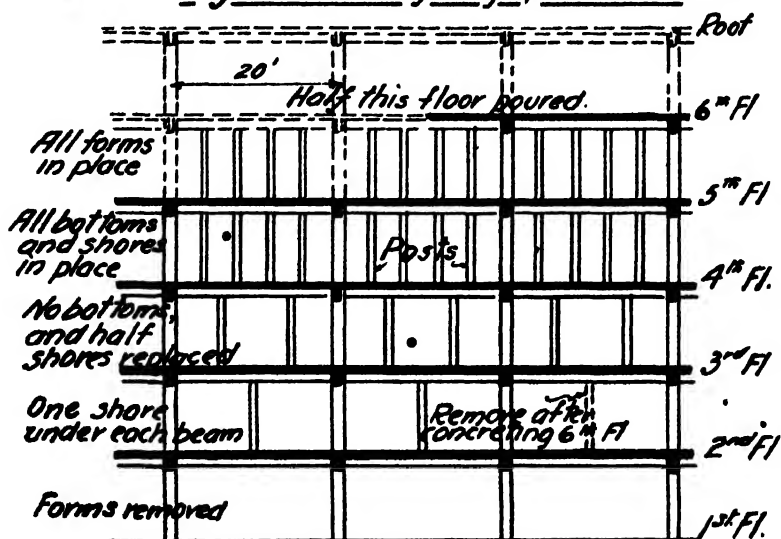 Roof
20'
Half this floor poured.
6th Fl
All forms
in place
5th Fl
All bottoms
and shores
in place
Posts
4th Fl.
No bottoms,
and half
shores replaced
3rd Fl
One shore
under each beam
Remove after
concreting 6th Fl
2nd Fl
Forms removed
1st Fl.